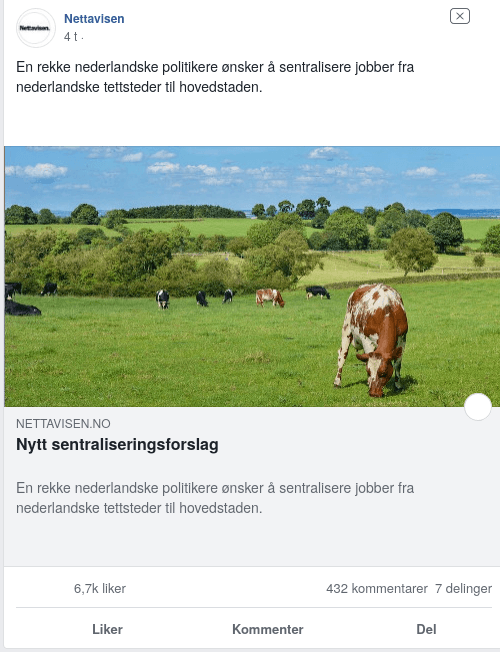 Nettavisen.
Nettavisen
4 t ·
En rekke nederlandske politikere ønsker å sentralisere jobber fra
nederlandske tettsteder til hovedstaden.
NETTAVISEN.NO
Nytt sentraliseringsforslag
En rekke nederlandske politikere ønsker å sentralisere jobber fra
nederlandske tettsteder til hovedstaden.
6,7k liker 432 kommentarer 7 delinger
Liker Kommenter Del